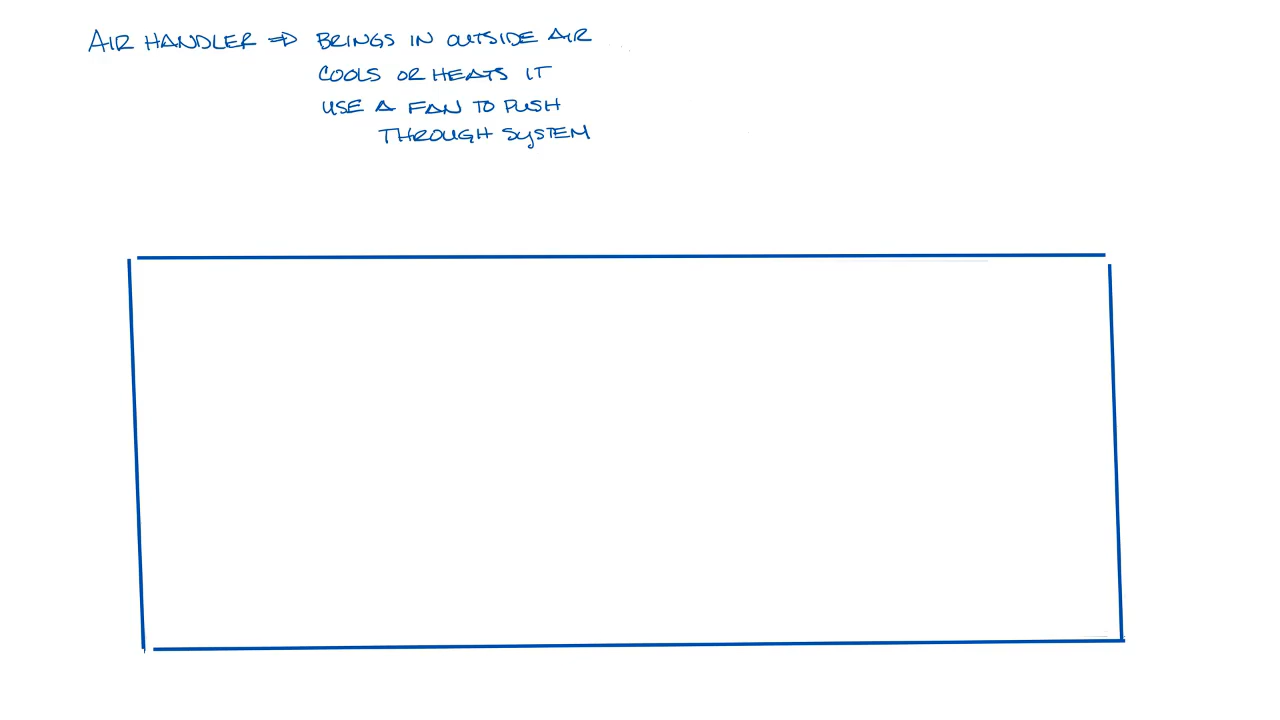 AIR HANDLER ⇒ BRINGS IN OUTSIDE AIR
COOLS OR HEATS IT
USE A FAN TO PUSH
THROUGH SYSTEM